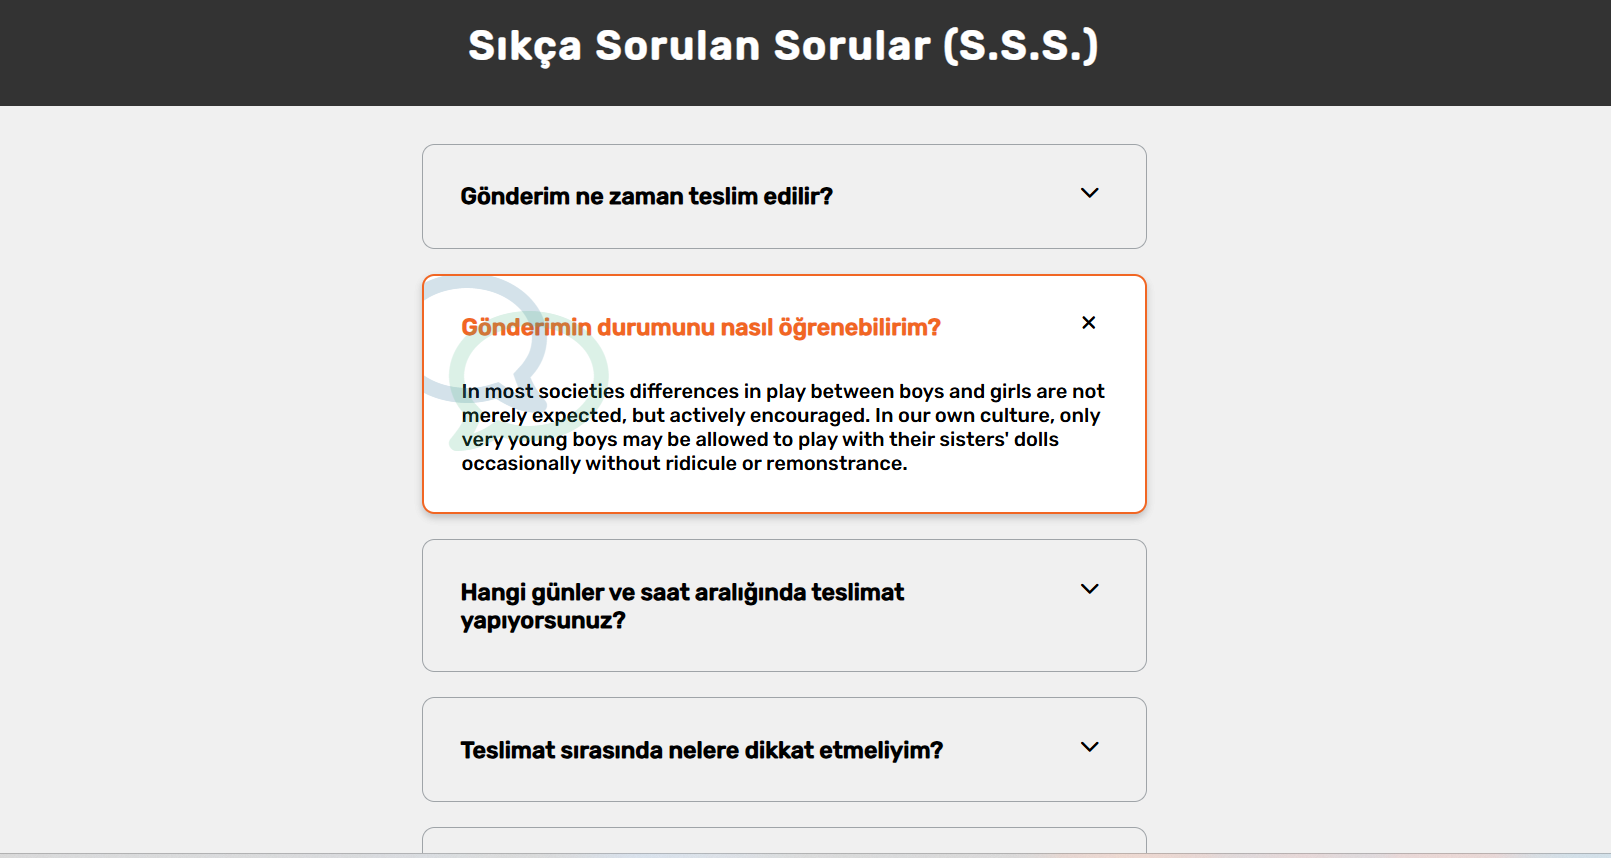 Sıkça Sorulan Sorular (S.S.S.)
Gönderim ne zaman teslim edilir?
Gönderimin durumunu nasıl öğrenebilirim?
In most societies differences in play between boys and girls are not
merely expected, but actively encouraged. In our own culture, only
very young boys may be allowed to play with their sisters' dolls
occasionally without ridicule or remonstrance.
Hangi günler ve saat aralığında teslimat
yapıyorsunuz?
Teslimat sırasında nelere dikkat etmeliyim?